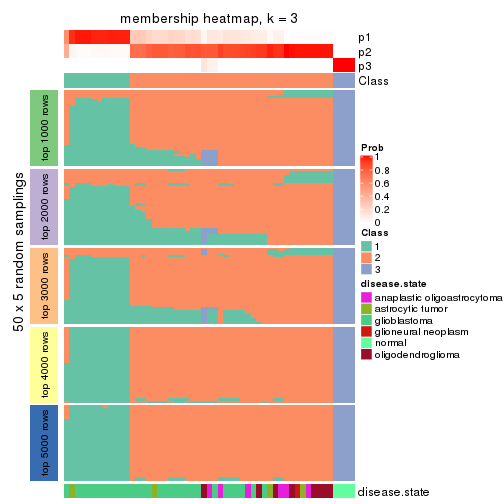 membership heatmap, k = 3
p1
p2
p3
Class
50 x 5 random samplings
top 1000 rows
top 2000 rows
top 3000 rows
top 4000 rows
top 5000 rows
disease.state
Prob
1
0.8
0.6
0.4
0.2
0
Class
1
2
3
disease.state
anaplastic oligoastrocytoma
astrocytic tumor
glioblastoma
glioneural neoplasm
normal
oligodendroglioma